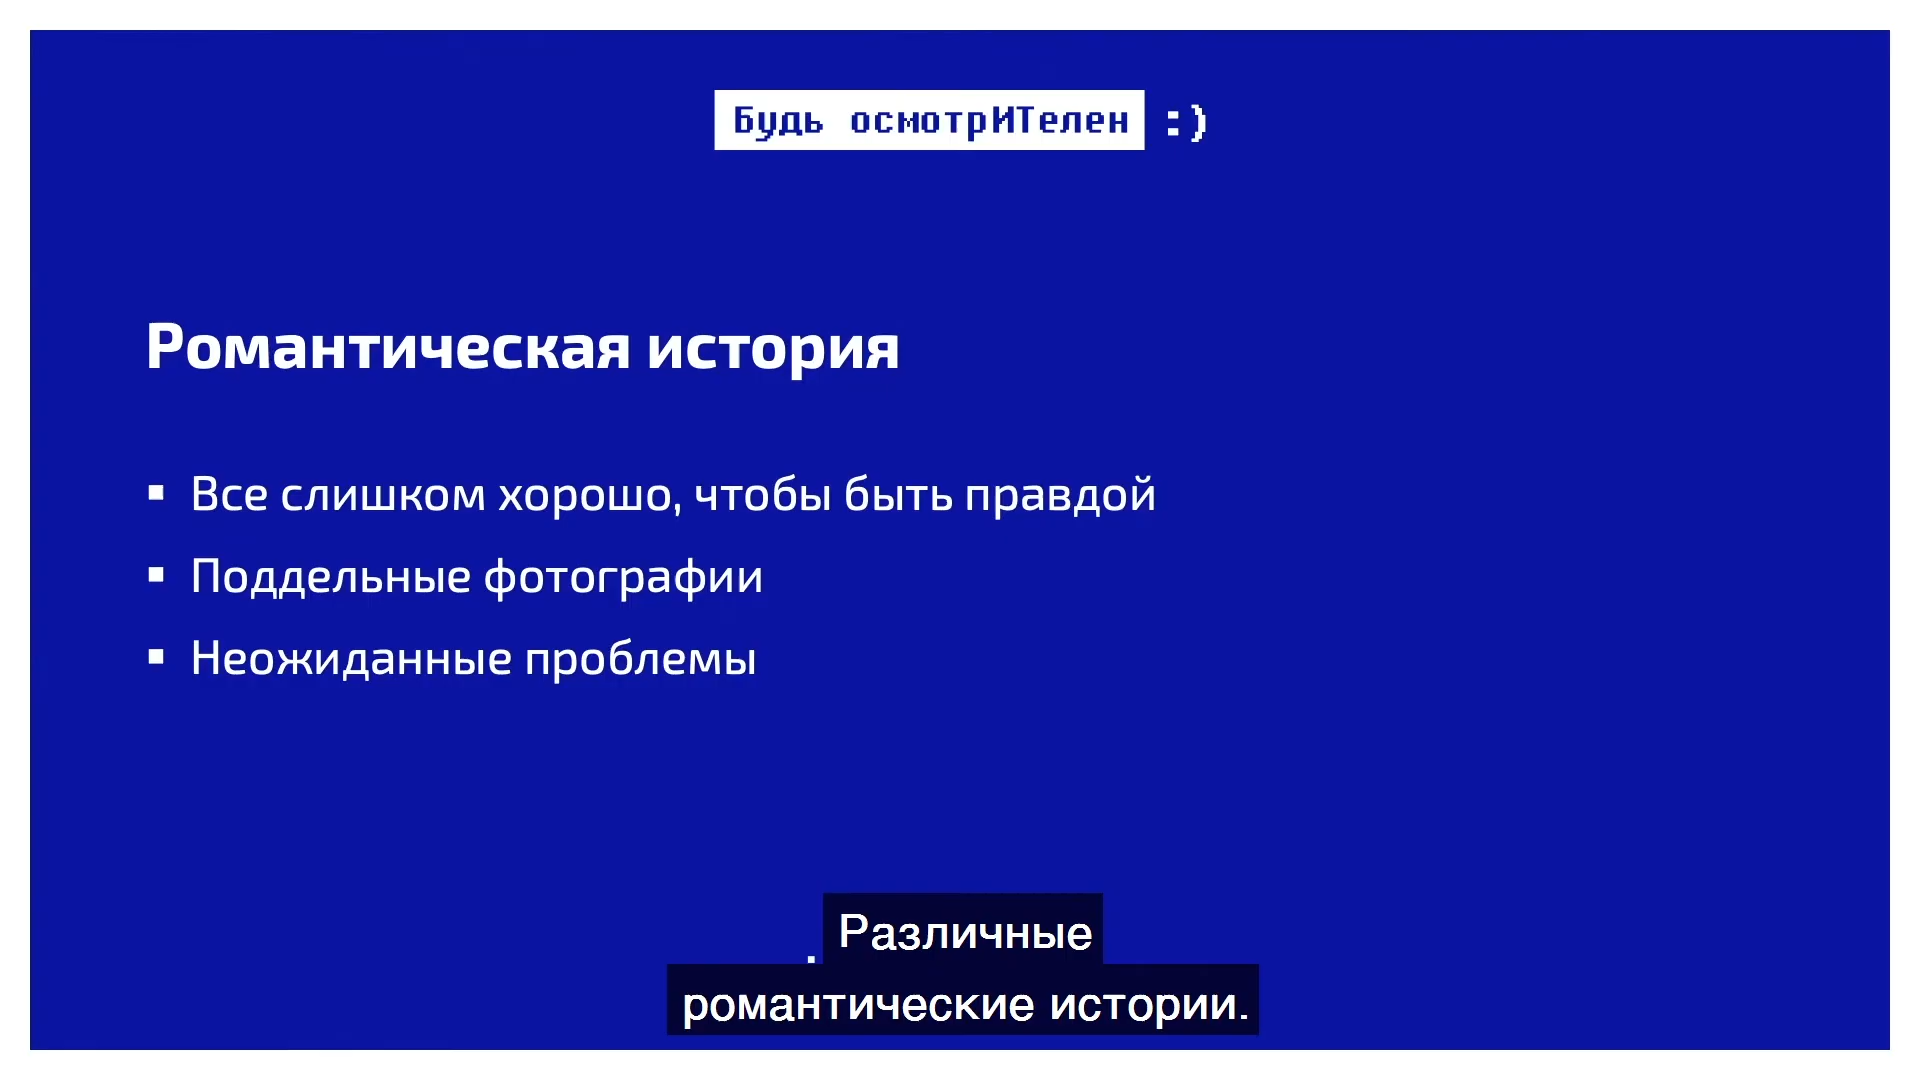 Будь осмотрИТелен :)
Романтическая история
▪ Все слишком хорошо, чтобы быть правдой
▪ Поддельные фотографии
▪ Неожиданные проблемы
Различные
романтические истории.